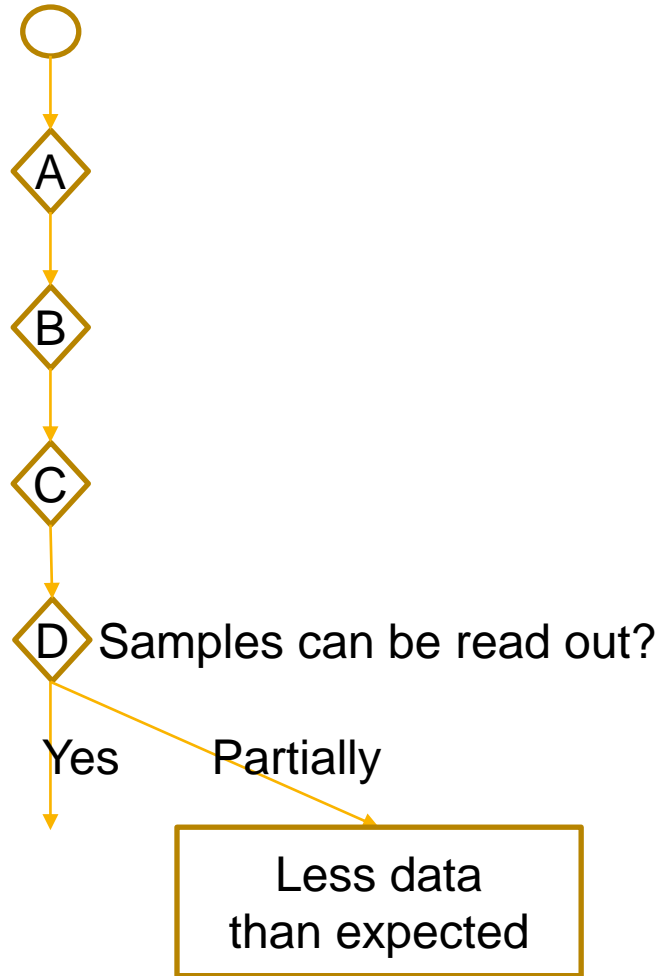 A
B
C
D Samples can be read out?
Yes Partially
Less data
than expected